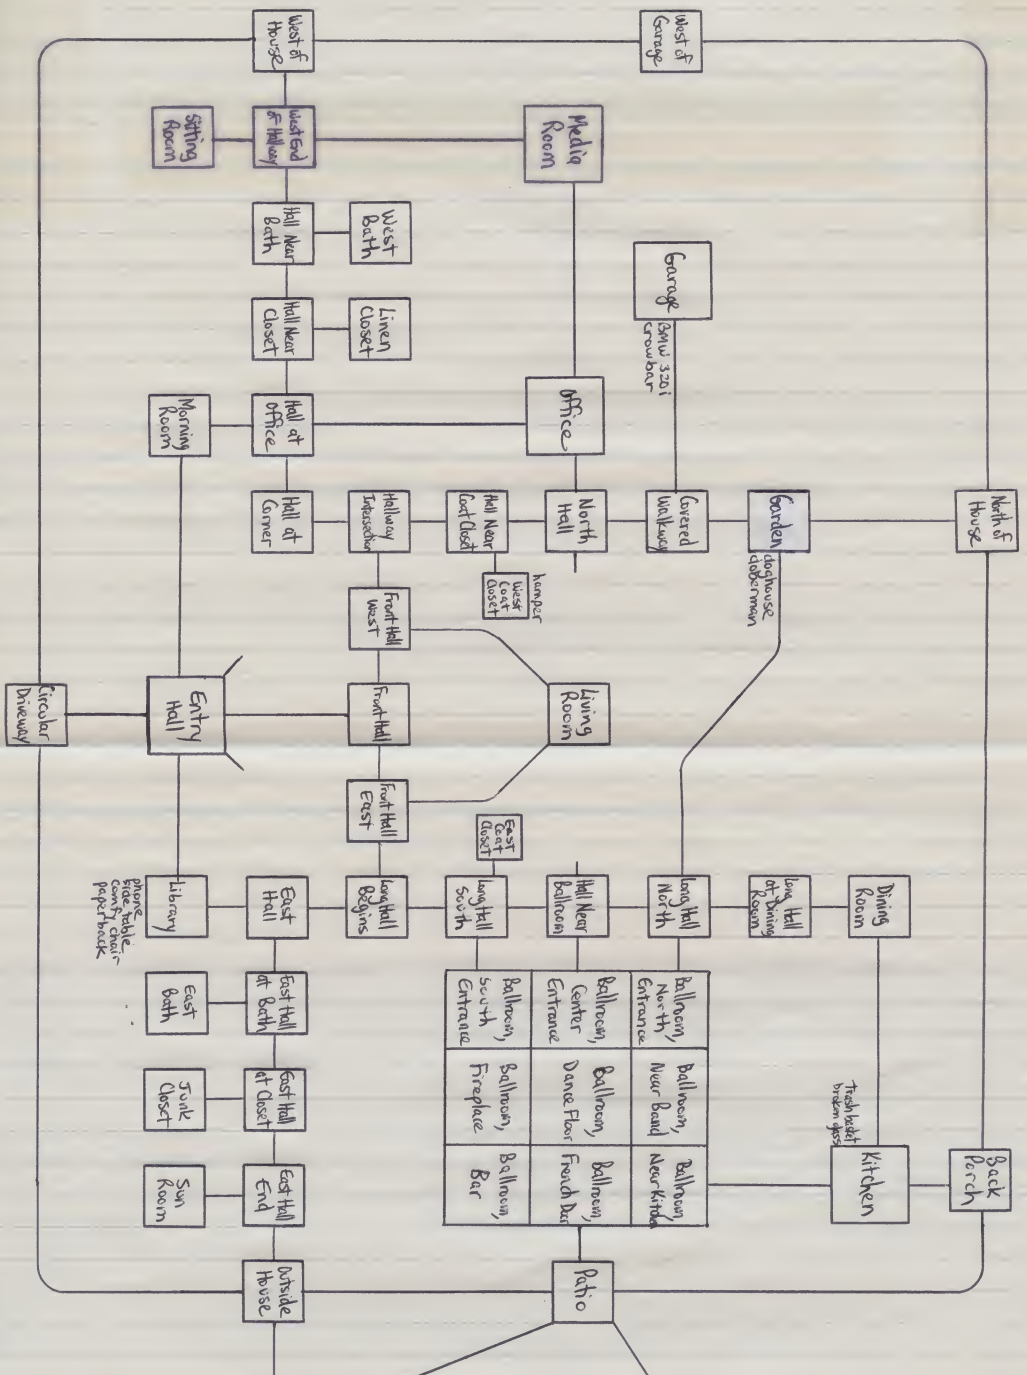 North of
House
Back
Porch
Dining
Room
Kitchen
Trash basket
broken glass
Garden
doghouse
doberman
Long Hall
at Dining
Room
West of
Garage
Garage
BMW 320i
crowbar
Covered
Walkway
Long Hall
North
Ballroom,
North
Entrance
Ballroom,
Near Band
Ballroom,
Near Kitchen
Media
Room
Office
North
Hall
Living
Room
Hall Near
Ballroom
Ballroom,
Center
Entrance
Ballroom,
Dance Floor
Ballroom,
French Door
Patio
Hall Near
Coat Closet
hamper
West
Coat
Closet
East
Coat
Closet
Long Hall
South
Ballroom,
South
Entrance
Ballroom,
Fireplace
Ballroom,
Bar
West
Bath
Linen
Closet
Hallway
Intersection
Front Hall
West
Front Hall
Front Hall
East
Long Hall
Begins
West of
House
West End
of Hallway
Hall Near
Bath
Hall Near
Closet
Hall at
Office
Hall at
Corner
East
Hall
East Hall
at Bath
East Hall
at Closet
East Hall
End
Outside
House
Sitting
Room
Morning
Room
Entry
Hall
Library
phone
side table
comfy chair
paperback
East
Bath
Junk
Closet
Sun
Room
Circular
Driveway